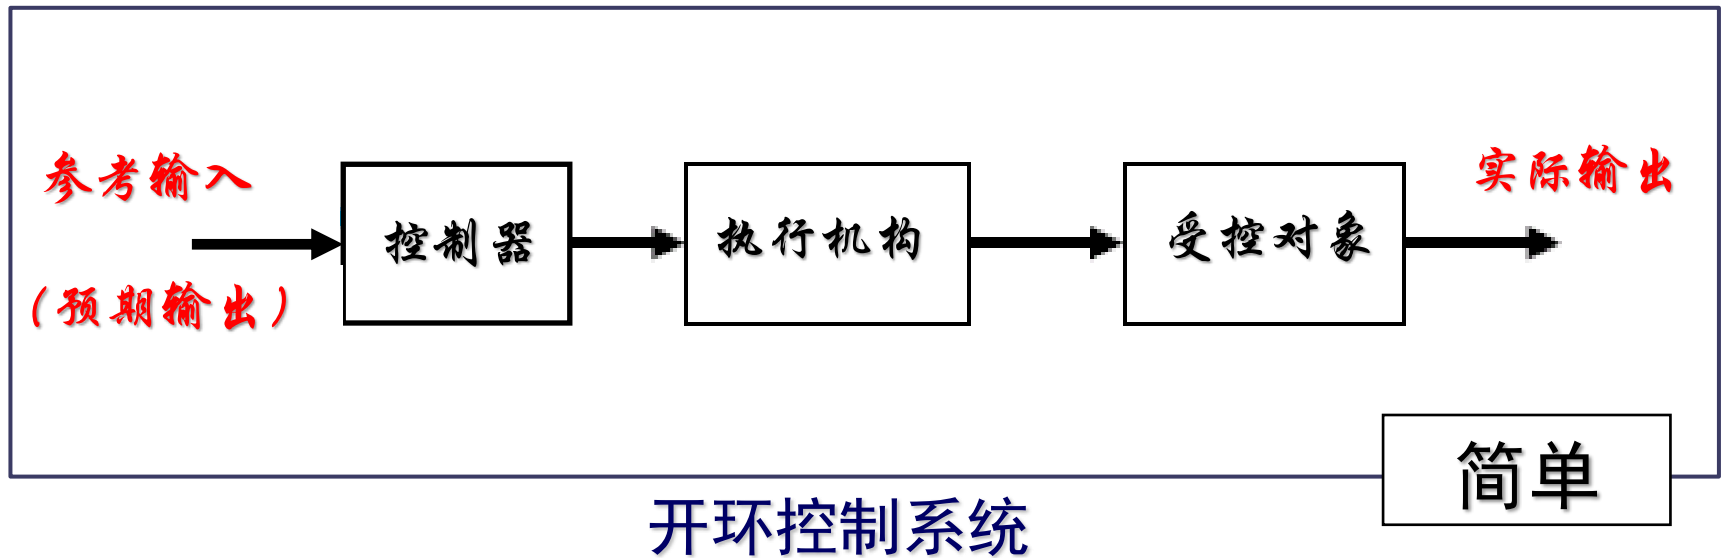 参考输入
（预期输出）
控制器
执行机构
受控对象
实际输出
简单
开环控制系统